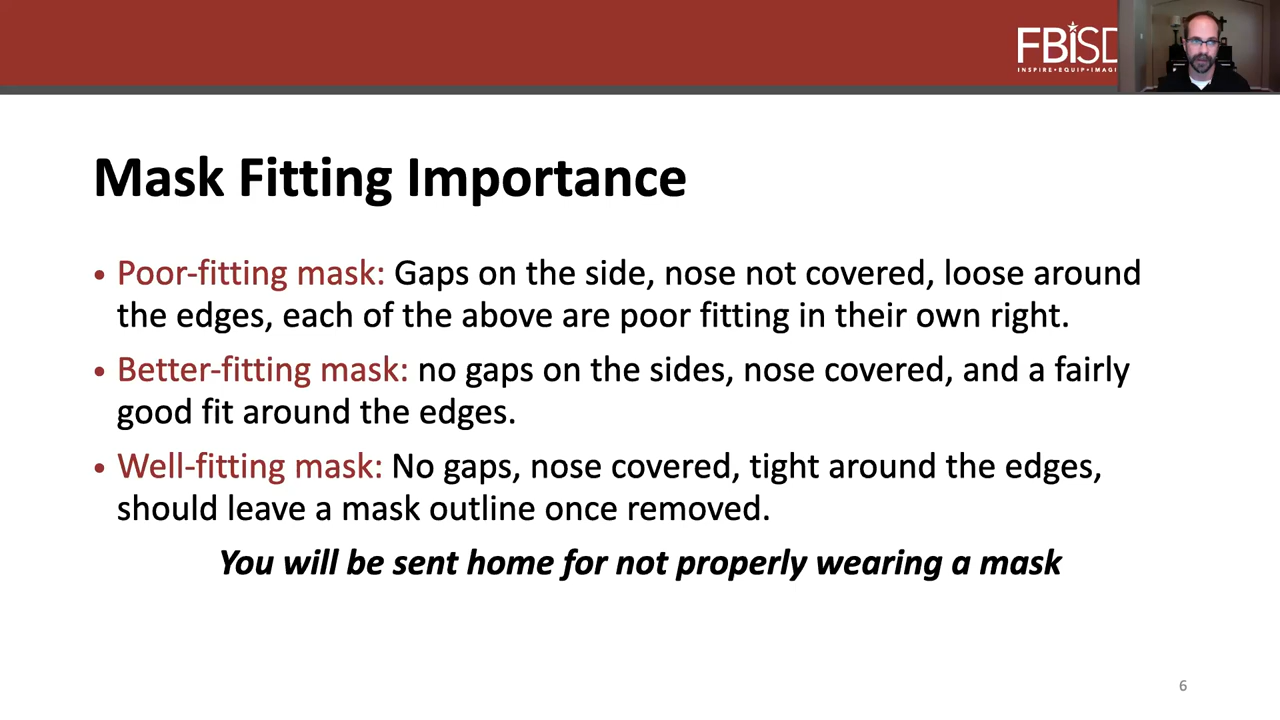 FBiSD
INSPIRE•EQUIP•IMAGI
Mask Fitting Importance
• Poor-fitting mask: Gaps on the side, nose not covered, loose around
the edges, each of the above are poor fitting in their own right.
• Better-fitting mask: no gaps on the sides, nose covered, and a fairly
good fit around the edges.
• Well-fitting mask: No gaps, nose covered, tight around the edges,
should leave a mask outline once removed.
You will be sent home for not properly wearing a mask
6